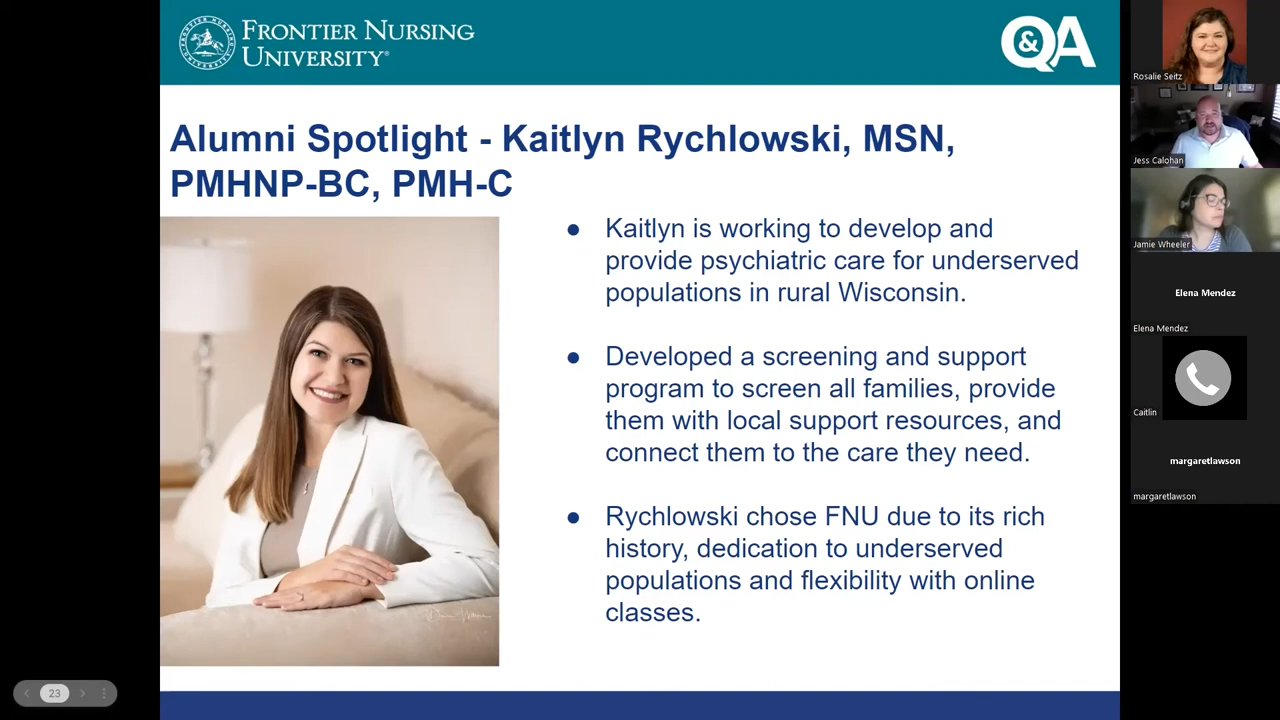 FRONTIER NURSING
UNIVERSITY®
Q&A
Alumni Spotlight - Kaitlyn Rychlowski, MSN,
PMHNP-BC, PMH-C
● Kaitlyn is working to develop and
provide psychiatric care for underserved
populations in rural Wisconsin.
● Developed a screening and support
program to screen all families, provide
them with local support resources, and
connect them to the care they need.
● Rychlowski chose FNU due to its rich
history, dedication to underserved
populations and flexibility with online
classes.
23
Rosalie Seitz
Jess Calohan
Jamie Wheeler
Elena Mendez
Elena Mendez
Caitlin
margaretlawson
margaretlawson